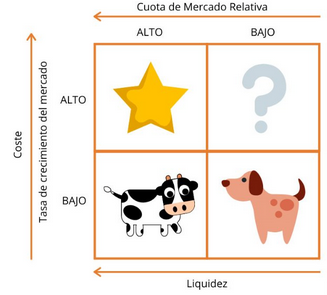 Cuota de Mercado Relativa
ALTO
BAJO
Coste
Tasa de crecimiento del mercado
ALTO
BAJO
Liquidez